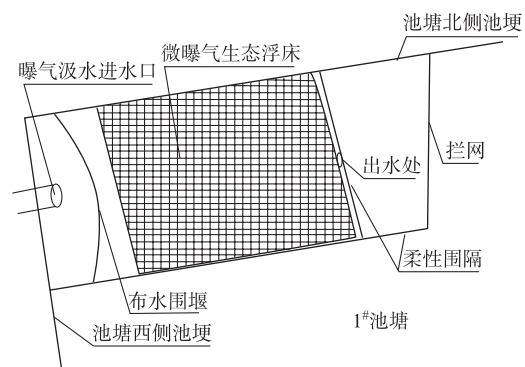 池塘北侧池埂
微曝气生态浮床
曝气汲水进水口
拦网
出水处
柔性围隔
布水围堰
1#池塘
池塘西侧池埂